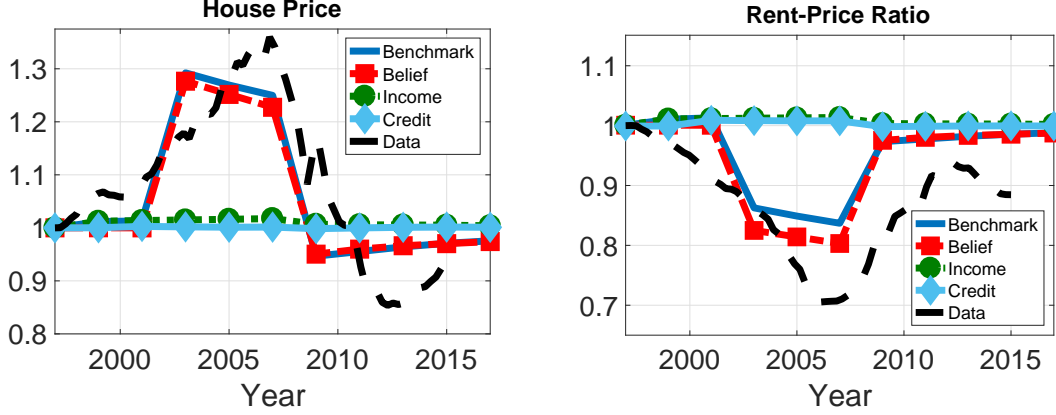 House Price
1.3
1.2
1.1
1
0.9
0.8
2000 2005 2010 2015
Year
Benchmark
Belief
Income
Credit
Data
Rent-Price Ratio
1.1
1
0.9
0.8
0.7
2000 2005 2010 2015
Year
Benchmark
Belief
Income
Credit
Data